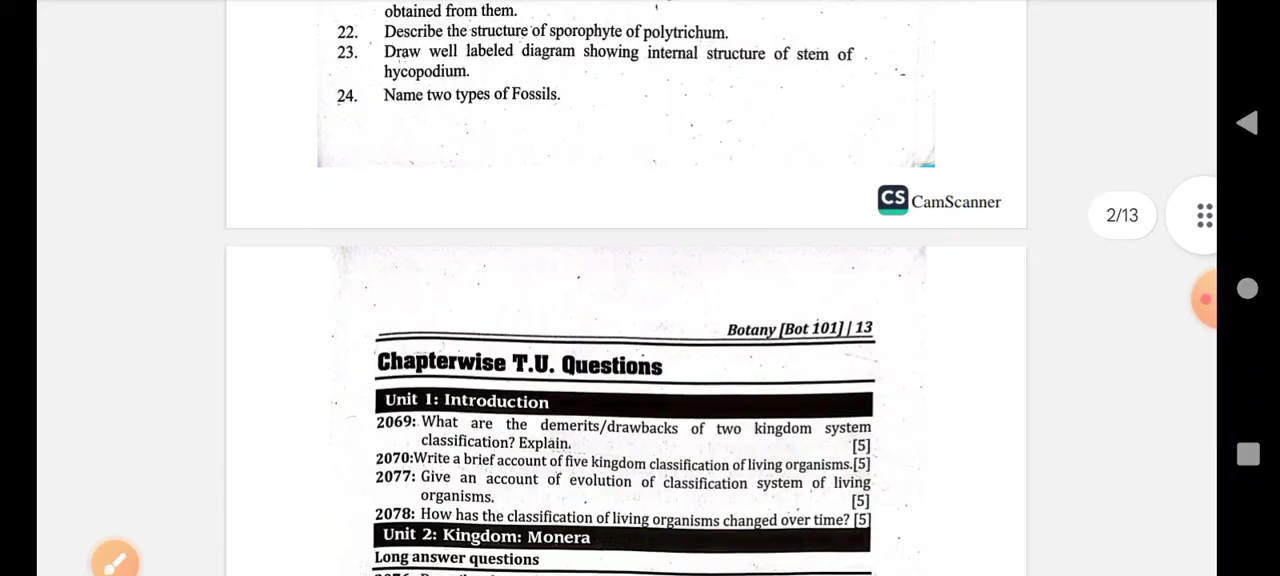 obtained from them.
22. Describe the structure of sporophyte of polytrichum.
23. Draw well labeled diagram showing internal structure of stem of
hycopodium.
24. Name two types of Fossils.
CS CamScanner
2/13
Botany [Bot 101] | 13
Chapterwise T.U. Questions
Unit 1: Introduction
2069: What are the demerits/drawbacks of two kingdom system
classification? Explain. [5]
2070:Write a brief account of five kingdom classification of living organisms.[5]
2077: Give an account of evolution of classification system of living
organisms. [5]
2078: How has the classification of living organisms changed over time? [5]
Unit 2: Kingdom: Monera
Long answer questions